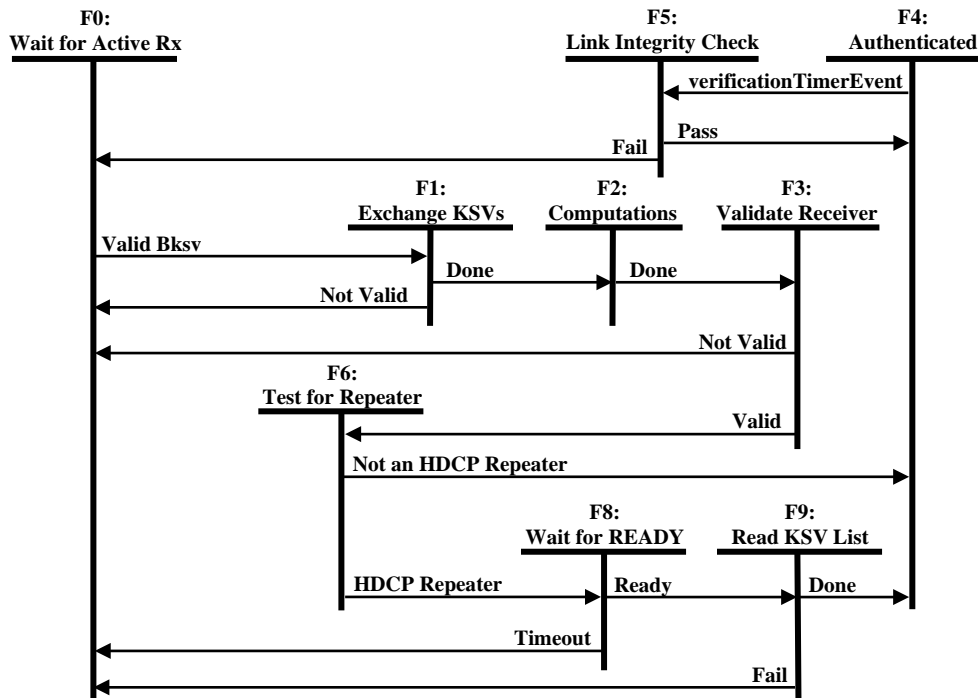 F0:
Wait for Active Rx
F5:
Link Integrity Check
F4:
Authenticated
verificationTimerEvent
Pass
Fail
F1:
Exchange KSVs
F2:
Computations
F3:
Validate Receiver
Valid Bksv
Done
Done
Not Valid
Not Valid
F6:
Test for Repeater
Valid
Not an HDCP Repeater
F8:
Wait for READY
F9:
Read KSV List
HDCP Repeater
Ready
Done
Timeout
Fail